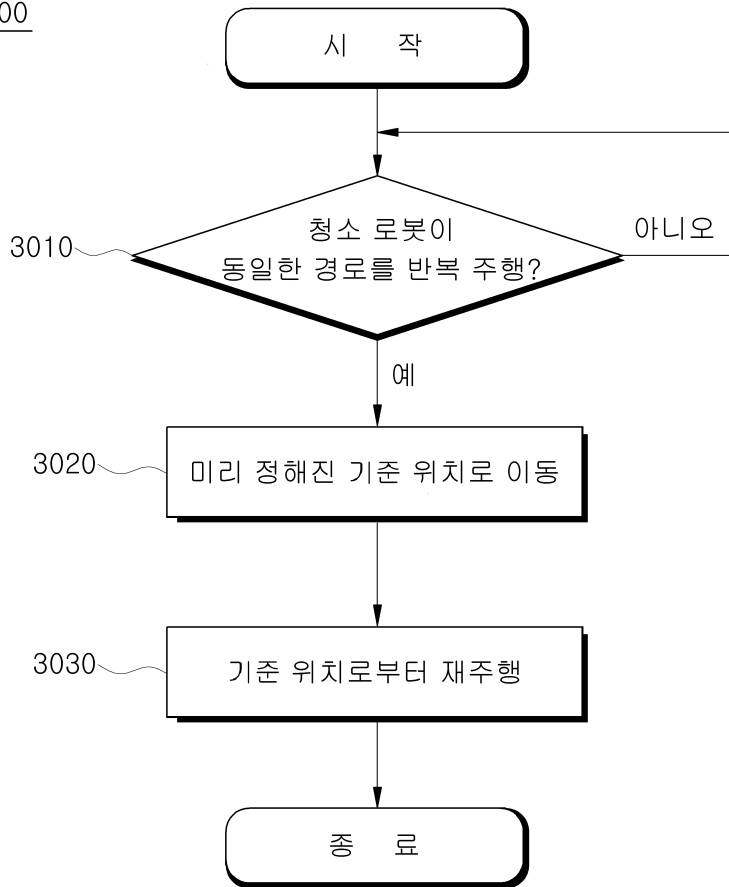 00
시 작
3010
청소 로봇이
동일한 경로를 반복 주행?
아니오
예
3020
미리 정해진 기준 위치로 이동
3030
기준 위치로부터 재주행
종 료